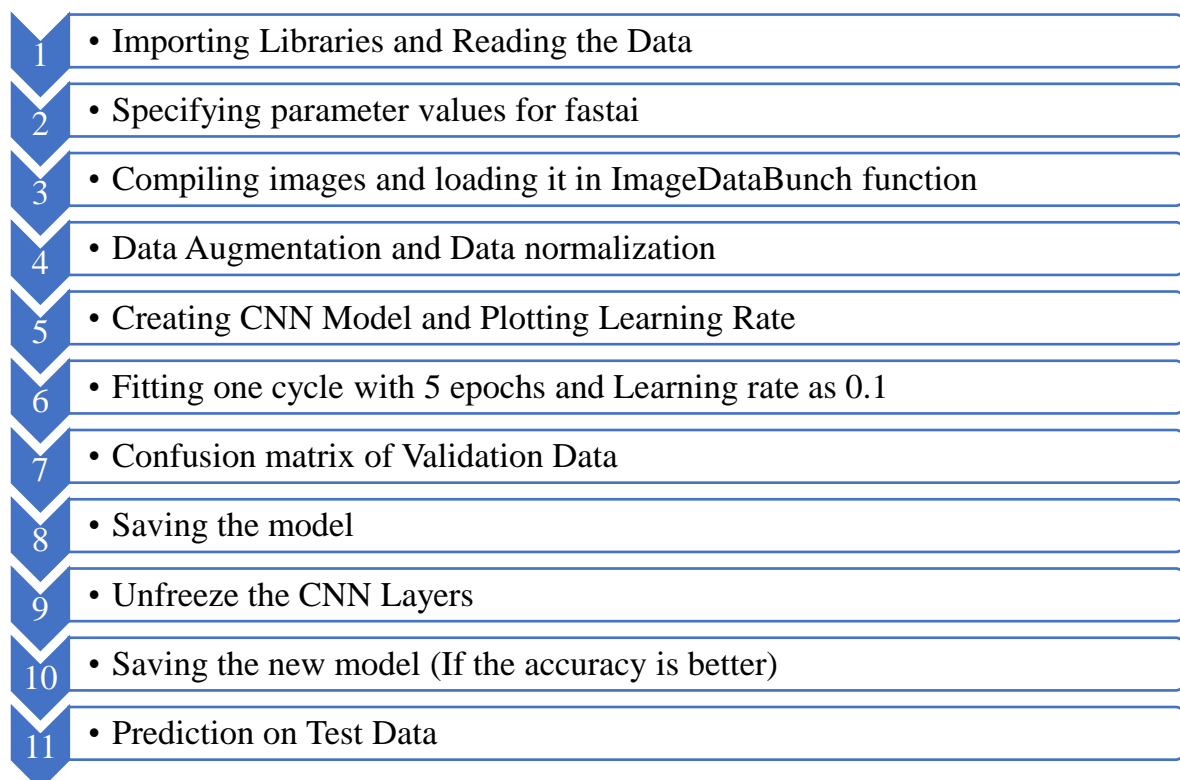 1 • Importing Libraries and Reading the Data
2 • Specifying parameter values for fastai
3 • Compiling images and loading it in ImageDataBunch function
4 • Data Augmentation and Data normalization
5 • Creating CNN Model and Plotting Learning Rate
6 • Fitting one cycle with 5 epochs and Learning rate as 0.1
7 • Confusion matrix of Validation Data
8 • Saving the model
9 • Unfreeze the CNN Layers
10 • Saving the new model (If the accuracy is better)
11 • Prediction on Test Data